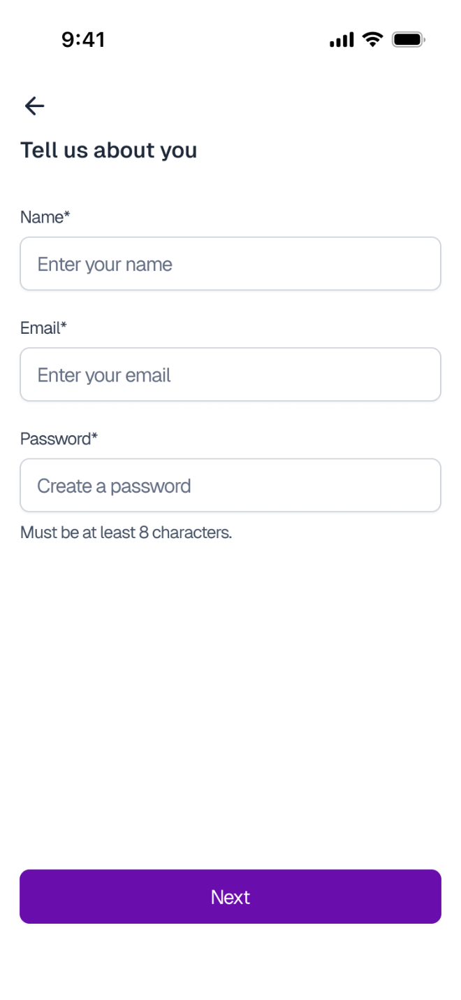 9:41
Tell us about you
Name*
Enter your name
Email*
Enter your email
Password*
Create a password
Must be at least 8 characters.
Next